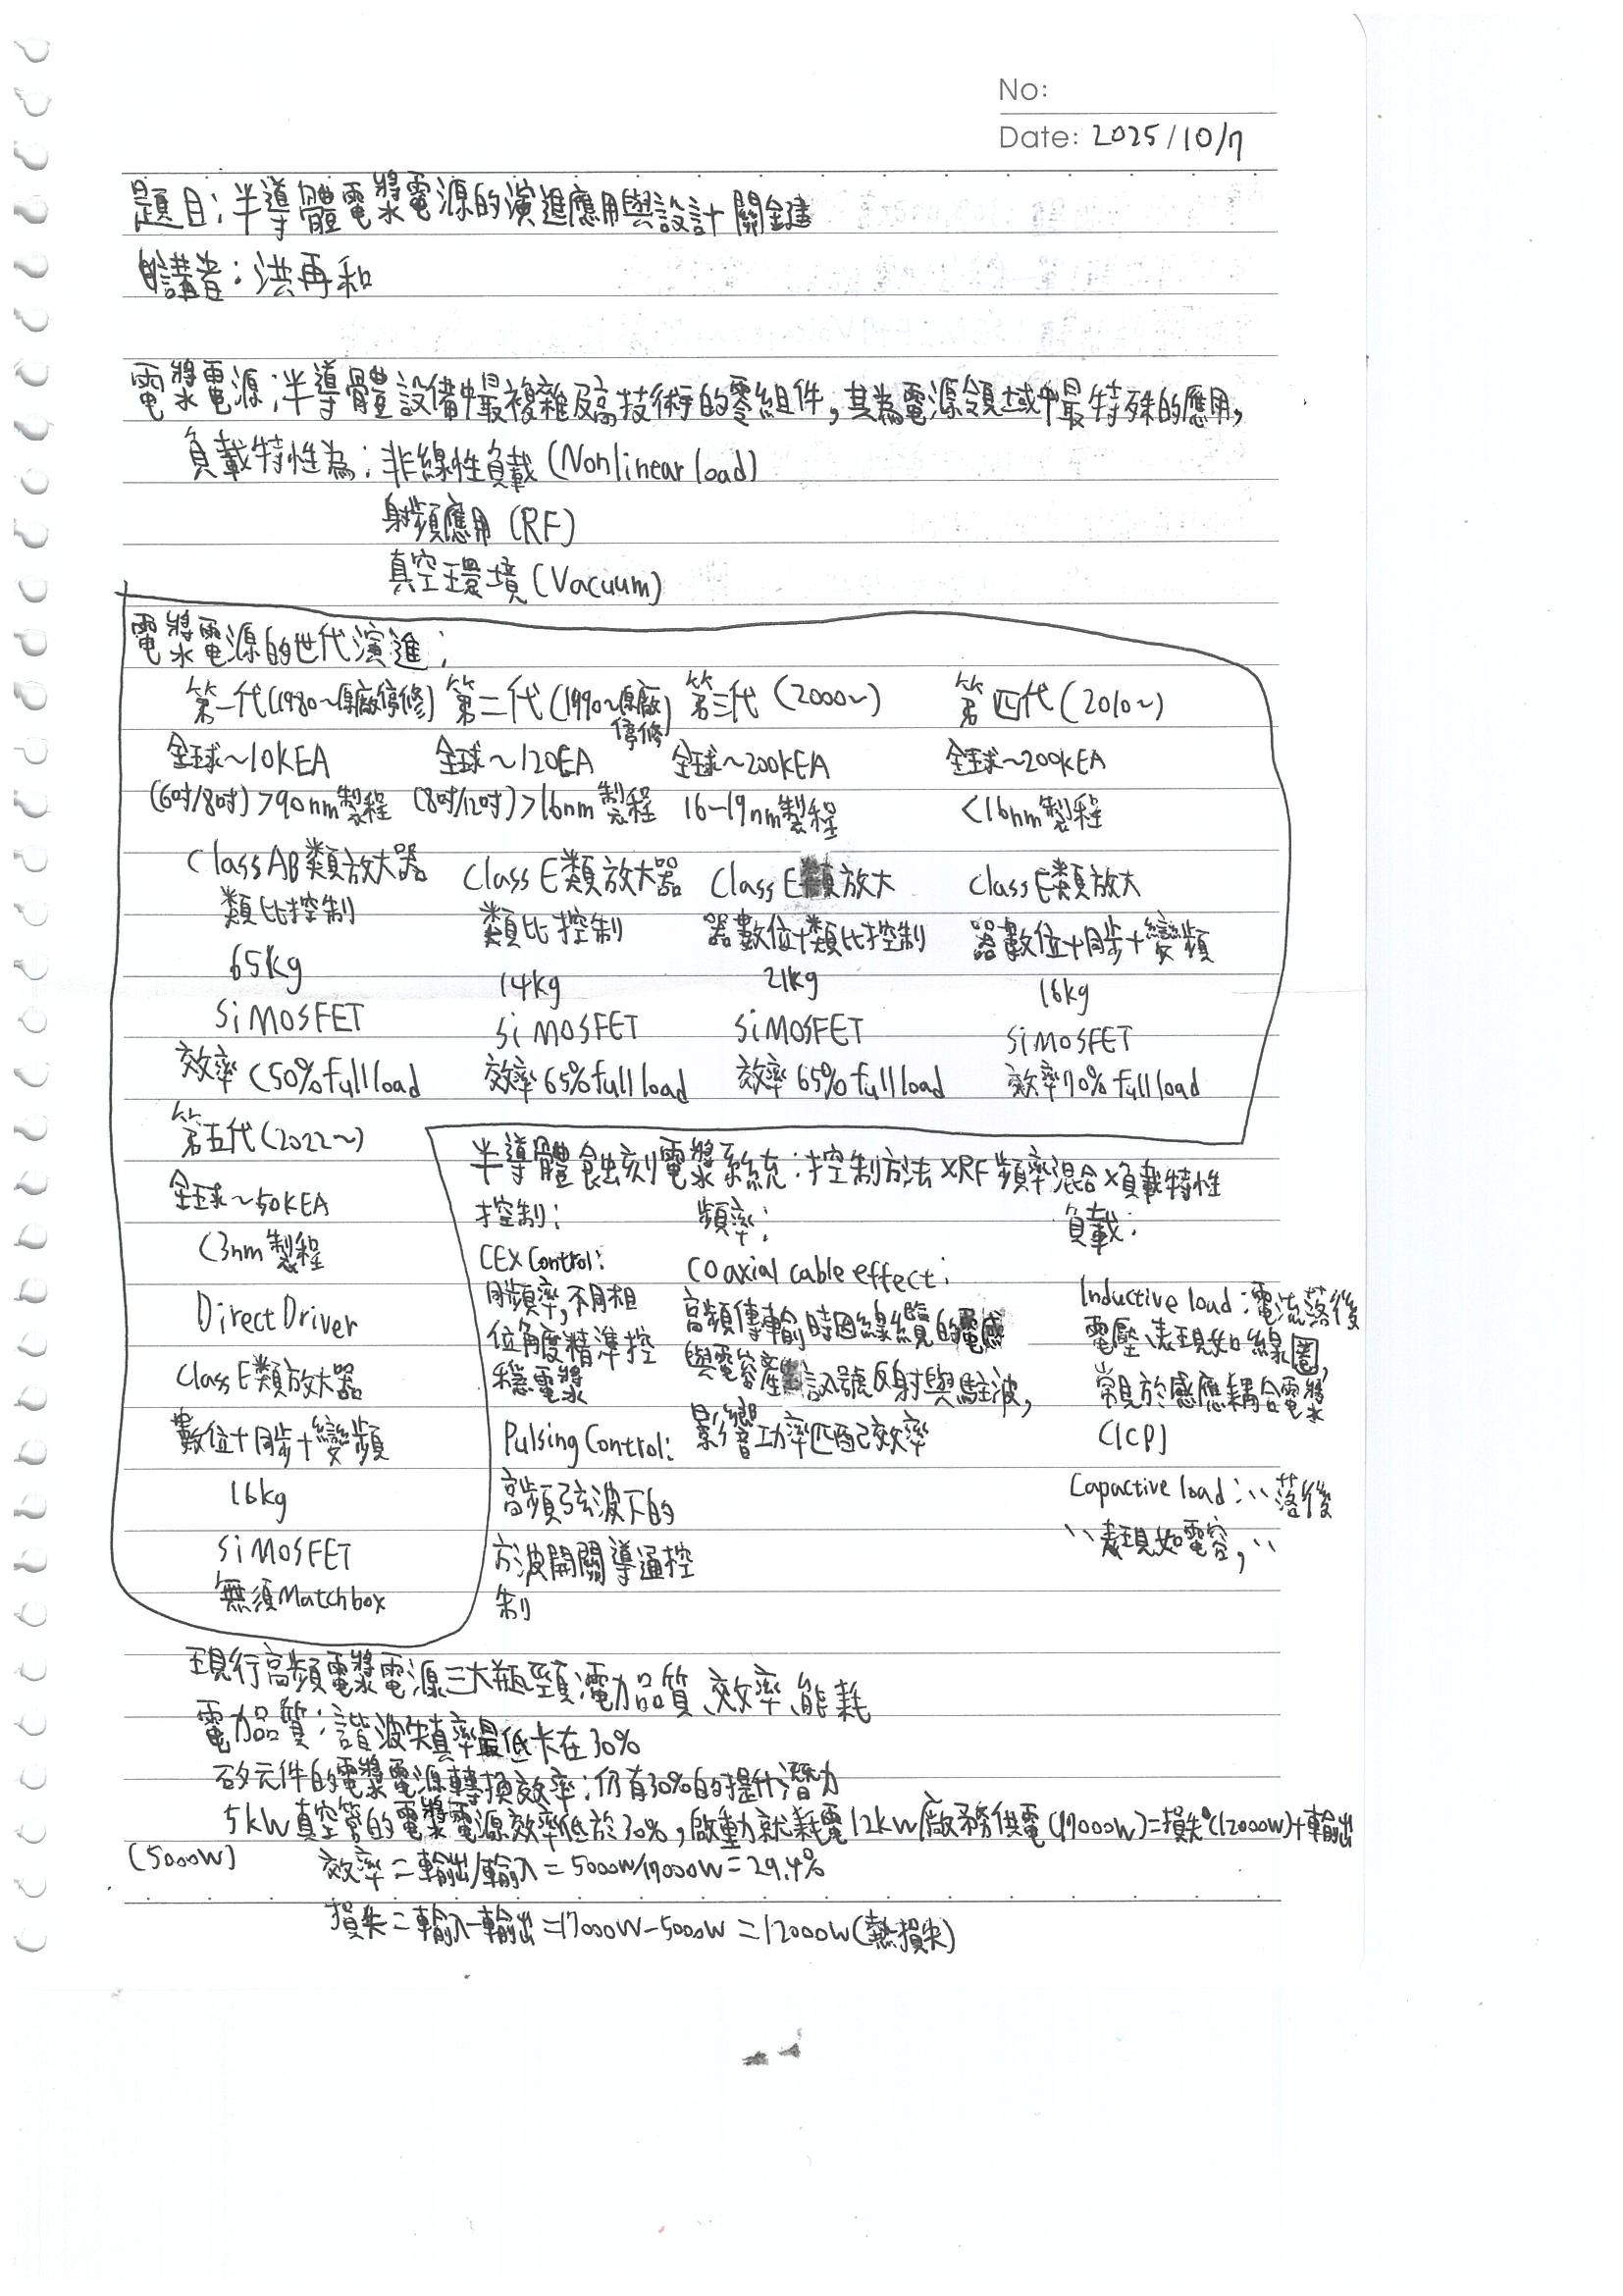 No:
Date: 2025/10/7
題目:半導體電漿電源的演進應用與設計關鍵
講者:洪再和
電漿電源:半導體設備中最複雜及高技術的零組件,其為電源領域中最特殊的應用,
負載特性為:非線性負載(Nonlinear load)
射頻應用(RF)
真空環境(Vacuum)
電漿電源的世代演進:
第一代(1980~原廠停修)
全球~10KEA
(6吋/8吋)>90nm製程
Class AB類放大器
類比控制
65kg
Si MOSFET
效率<50%full load
第二代(1990~原廠停修)
全球~120EA
(8吋/12吋)>16nm製程
Class E類放大器
類比控制
14kg
Si MOSFET
效率65%full load
第三代(2000~)
全球~200KEA
16-19nm製程
Class E類放大
器數位+類比控制
21kg
Si MOSFET
效率65%full load
第四代(2010~)
全球~200KEA
<16nm製程
Class E類放大
器數位+同步+變頻
16kg
Si MOSFET
效率70%full load
第五代(2022~)
全球~50KEA
<3nm製程
Direct Driver
Class E類放大器
數位+同步+變頻
16kg
Si MOSFET
無須Matchbox
半導體蝕刻電漿系統:控制方法×RF頻率混合×負載特性
控制:
CEX Control:
同頻率,不同相
位角度精準控
穩電漿
Pulsing Control:
高頻弦波下的
方波開關導通控
制
頻率:
Coaxial cable effect:
高頻傳輸時因線纜的電感
與電容產生訊號反射與駐波,
影響功率匹配效率
負載:
Inductive load:電流落後
電壓、表現如線圈,
常見於感應耦合電漿
(ICP)
Capactive load:〃落後
〃表現如電容,〃
現行高頻電漿電源三大瓶頸:電力品質、效率、能耗
電力品質:諧波失真率最低卡在30%
矽元件的電漿電源轉換效率:仍有30%的提升潛力
5kW真空管的電漿電源效率低於30%,啟動就耗電12kW廠務供電(17000W)=損失(12000W)+輸出
(5000W)
效率=輸出/輸入=5000W/17000W=29.4%
損失=輸入-輸出=17000W-5000W=12000W(熱損失)